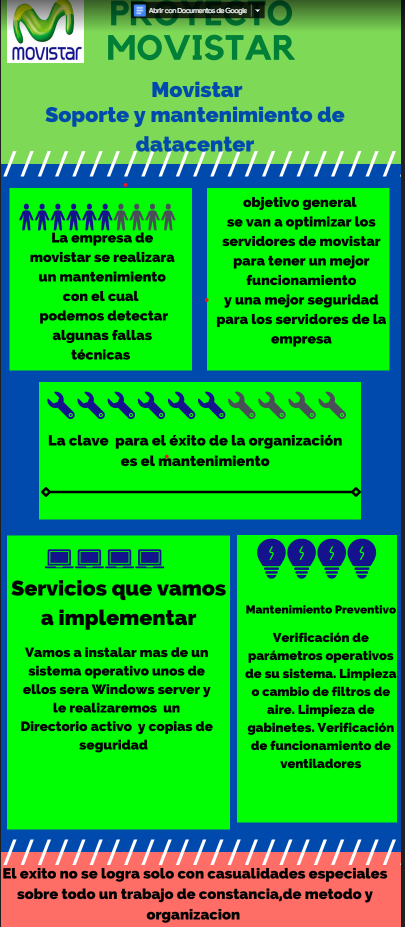 PROYECTO
Abrir con Documentos de Google
movistar
MOVISTAR
Movistar
Soporte y mantenimiento de
datacenter
La empresa de
movistar se realizara
un mantenimiento
con el cual
podemos detectar
algunas fallas
técnicas
objetivo general
se van a optimizar los
servidores de movistar
para tener un mejor
funcionamiento
y una mejor seguridad
para los servidores de la
empresa
La clave para el éxito de la organización
es el mantenimiento
Servicios que vamos
a implementar
Vamos a instalar mas de un
sistema operativo unos de
ellos sera Windows server y
le realizaremos un
Directorio activo y copias de
seguridad
Mantenimiento Preventivo
Verificación de
parámetros operativos
de su sistema. Limpieza
o cambio de filtros de
aire. Limpieza de
gabinetes. Verificación
de funcionamiento de
ventiladores
El exito no se logra solo con casualidades especiales
sobre todo un trabajo de constancia,de metodo y
organizacion